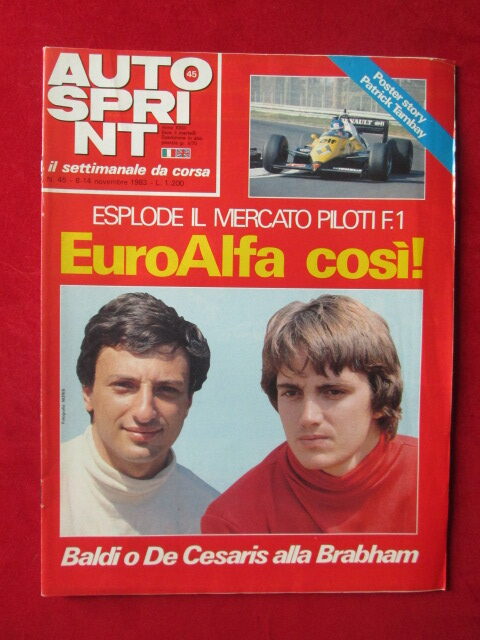 AUTO
SPRI
NT
45
il settimanale da corsa
N. 45 - 8-14 novembre 1983 - L. 1.200
Poster story
Patrick Tambay
RENAULT
ESPLODE IL MERCATO PILOTI F.1
EuroAlfa così!
Baldi o De Cesaris alla Brabham